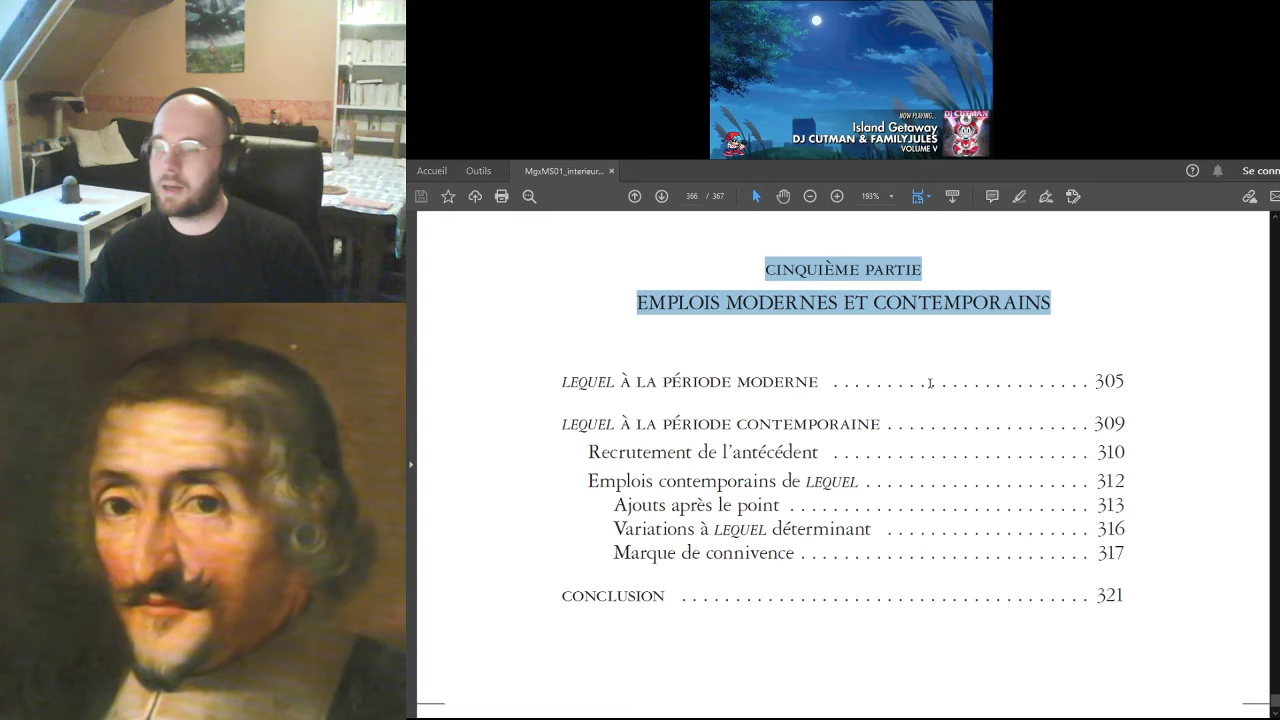 NOW PLAYING...
Island Getaway
DJ CUTMAN & FAMILYJULES
VOLUME V
DJ CUTMAN
Accueil
Outils
MgxMS01_interieur... ×
Se conn
366 / 367
193%
CINQUIÈME PARTIE
EMPLOIS MODERNES ET CONTEMPORAINS
LEQUEL À LA PÉRIODE MODERNE . . . . . . . . . . . . . . . . . . . . . . . . 305
LEQUEL À LA PÉRIODE CONTEMPORAINE . . . . . . . . . . . . . . . . . . . 309
Recrutement de l'antécédent . . . . . . . . . . . . . . . . . . . . . . . . 310
Emplois contemporains de LEQUEL . . . . . . . . . . . . . . . . . . . . . 312
Ajouts après le point . . . . . . . . . . . . . . . . . . . . . . . . . . . 313
Variations à LEQUEL déterminant . . . . . . . . . . . . . . . . . . . 316
Marque de connivence . . . . . . . . . . . . . . . . . . . . . . . . . . 317
CONCLUSION . . . . . . . . . . . . . . . . . . . . . . . . . . . . . . . 321